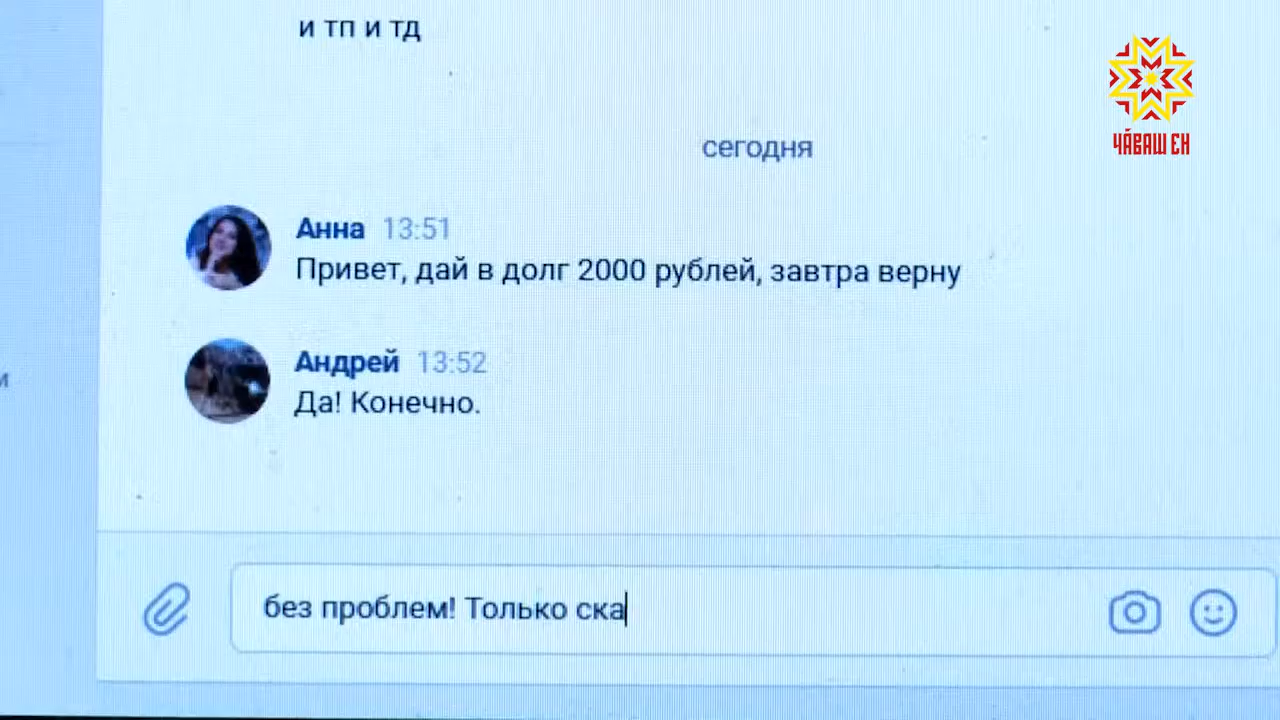 и тп и тд
ЧӐВАШ ЕН
сегодня
Анна 13:51
Привет, дай в долг 2000 рублей, завтра верну
Андрей 13:52
Да! Конечно.
без проблем! Только ска